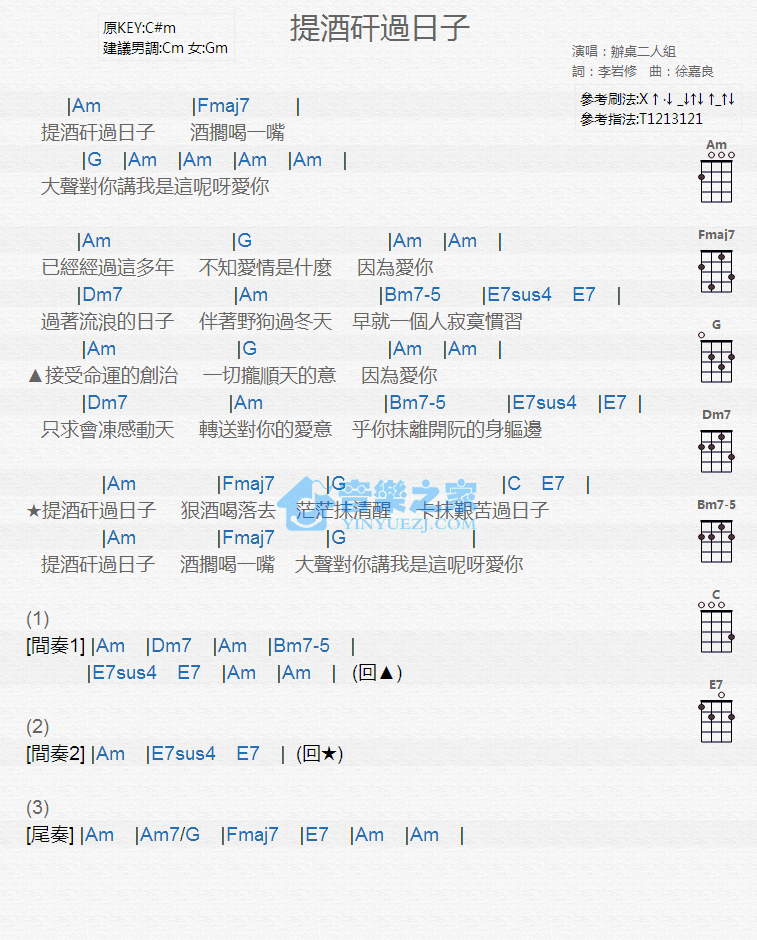 提酒矸過日子
原KEY:C#m
建議男調:Cm 女:Gm
演唱：辦桌二人組
詞：李岩修　曲：徐嘉良
參考刷法:X↑·↓_↓↑↓↑_↑↓
參考指法:T1213121
|Am |Fmaj7 |
提酒矸過日子 酒擱喝一嘴
|G |Am |Am |Am |Am |
大聲對你講我是這呢呀愛你
|Am |G |Am |Am |
已經經過這多年 不知愛情是什麼 因為愛你
|Dm7 |Am |Bm7-5 |E7sus4 E7 |
過著流浪的日子 伴著野狗過冬天 早就一個人寂寞慣習
|Am |G |Am |Am |
▲接受命運的創治 一切攏順天的意 因為愛你
|Dm7 |Am |Bm7-5 |E7sus4 |E7 |
只求會凍感動天 轉送對你的愛意 乎你抹離開阮的身軀邊
|Am |Fmaj7 |G |C E7 |
★提酒矸過日子 狠酒喝落去 茫茫抹清醒 卡抹艱苦過日子
|Am |Fmaj7 |G |
提酒矸過日子 酒擱喝一嘴 大聲對你講我是這呢呀愛你
(1)
[間奏1] |Am |Dm7 |Am |Bm7-5 |
|E7sus4 E7 |Am |Am | (回▲)
(2)
[間奏2] |Am |E7sus4 E7 | (回★)
(3)
[尾奏] |Am |Am7/G |Fmaj7 |E7 |Am |Am |
Am
Fmaj7
G
Dm7
Bm7-5
C
E7
音樂之家
YINYUEZJ.COM